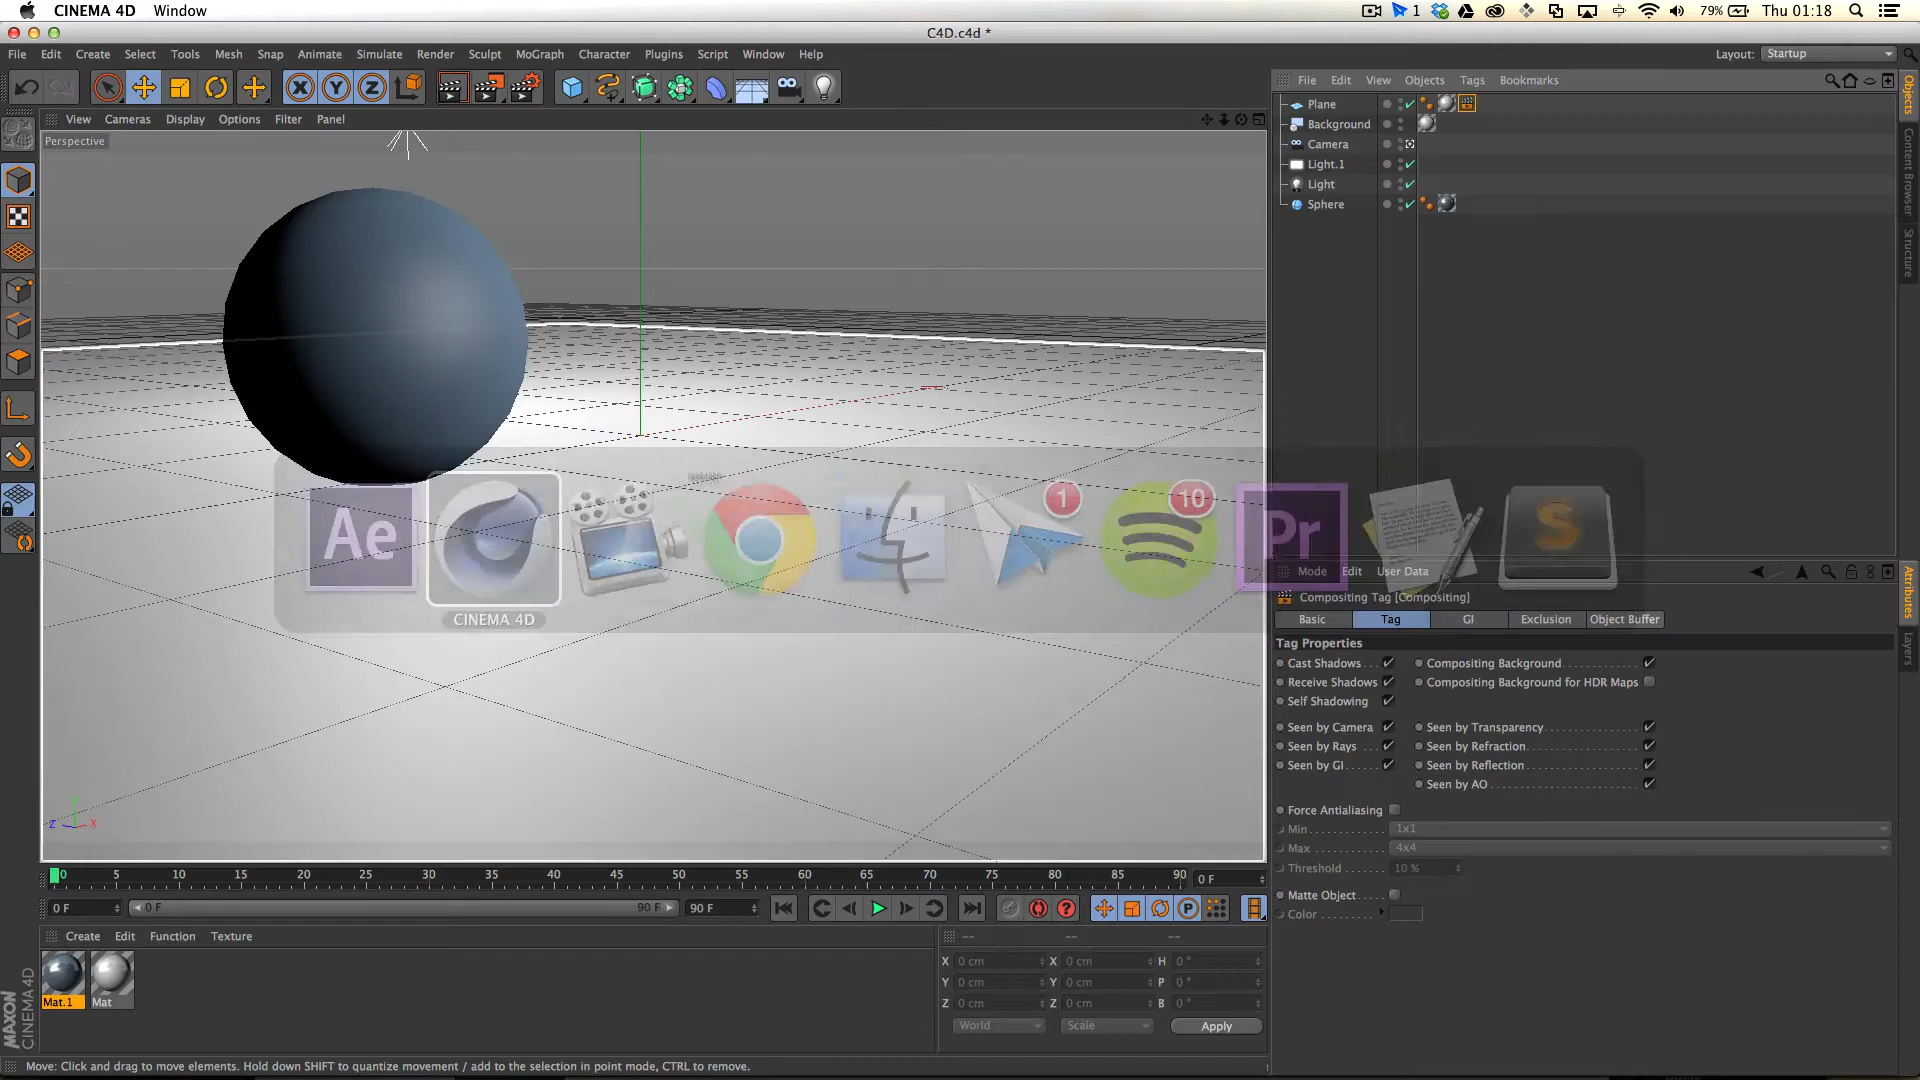 CINEMA 4D Window 1 79% Thu 01:18
C4D.c4d *
File Edit Create Select Tools Mesh Snap Animate Simulate Render Sculpt MoGraph Character Plugins Script Window Help Layout: Startup
X Y Z
File Edit View Objects Tags Bookmarks
View Cameras Display Options Filter Panel
Perspective
Plane
Background
Camera
Light.1
Light
Sphere
Objects
Content Browser
Structure
Ae 1 10 Pr S
CINEMA 4D
Mode Edit User Data
Compositing Tag [Compositing]
Basic Tag GI Exclusion Object Buffer
Tag Properties
Cast Shadows Compositing Background
Receive Shadows Compositing Background for HDR Maps
Self Shadowing
Seen by Camera Seen by Transparency
Seen by Rays Seen by Refraction
Seen by GI Seen by Reflection
Seen by AO
Force Antialiasing
Min 1x1
Max 4x4
Threshold 10 %
Matte Object
Color
Attributes
Layers
Y
Z X
0 5 10 15 20 25 30 35 40 45 50 55 60 65 70 75 80 85 90 0 F
0 F 0 F 90 F 90 F ? P
Create Edit Function Texture -- -- --
Mat.1 Mat
X 0 cm X 0 cm H 0 °
Y 0 cm Y 0 cm P 0 °
Z 0 cm Z 0 cm B 0 °
World Scale Apply
MAXON
CINEMA 4D
Move: Click and drag to move elements. Hold down SHIFT to quantize movement / add to the selection in point mode, CTRL to remove.